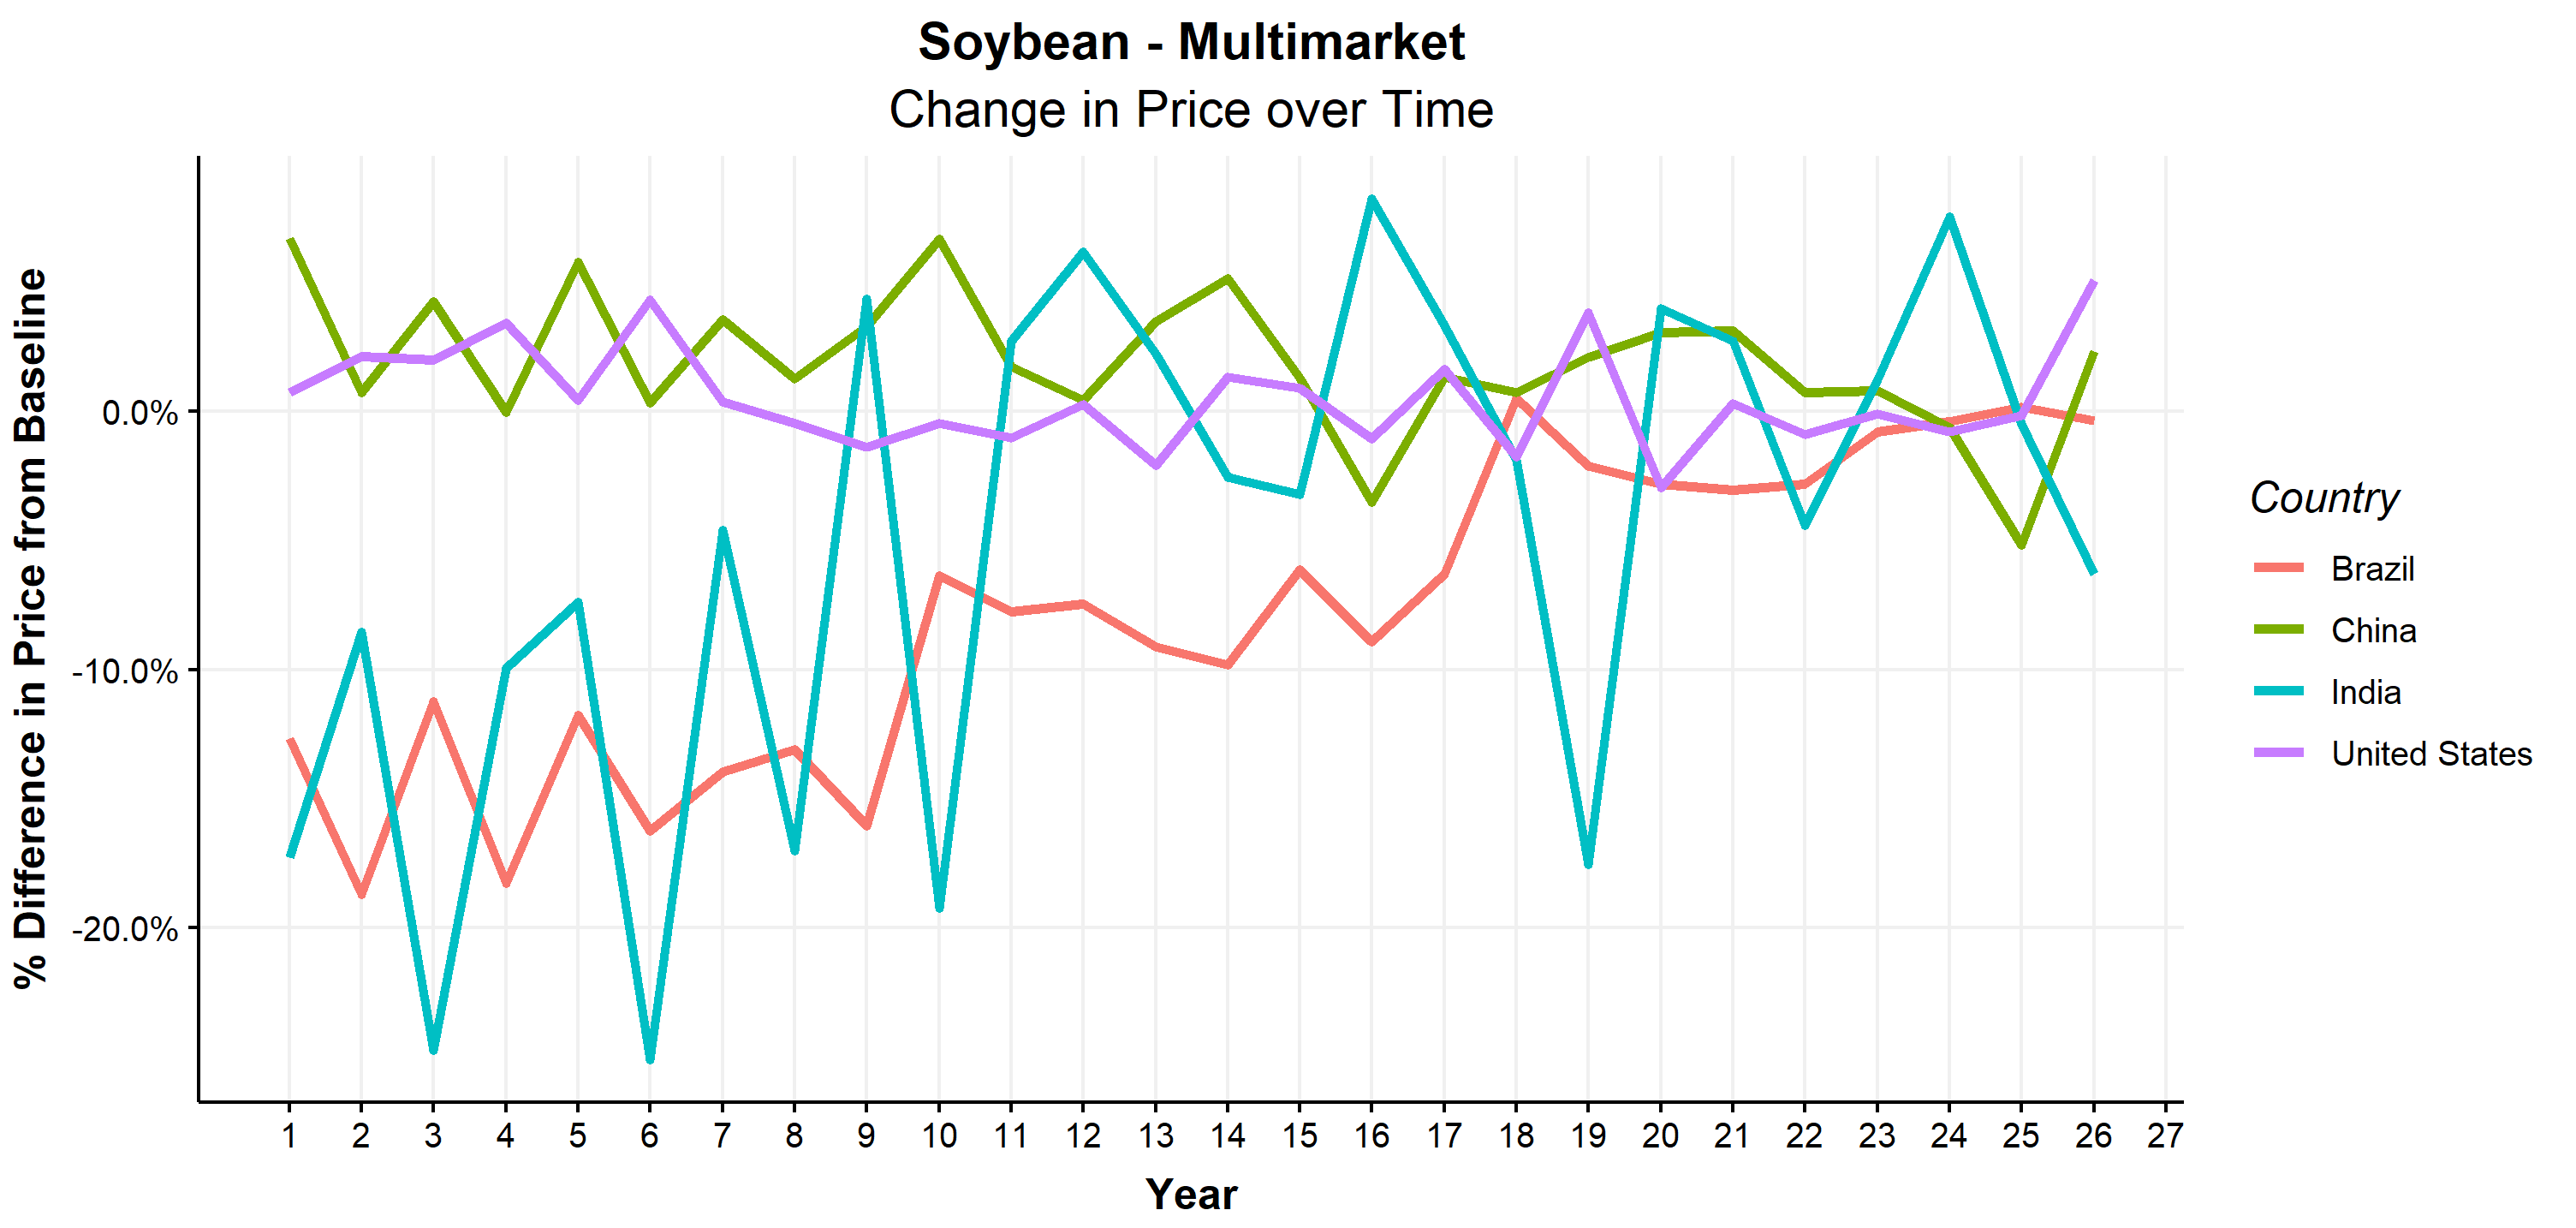 Soybean - Multimarket
Change in Price over Time
% Difference in Price from Baseline
0.0%
-10.0%
-20.0%
1 2 3 4 5 6 7 8 9 10 11 12 13 14 15 16 17 18 19 20 21 22 23 24 25 26 27
Year
Country
Brazil
China
India
United States